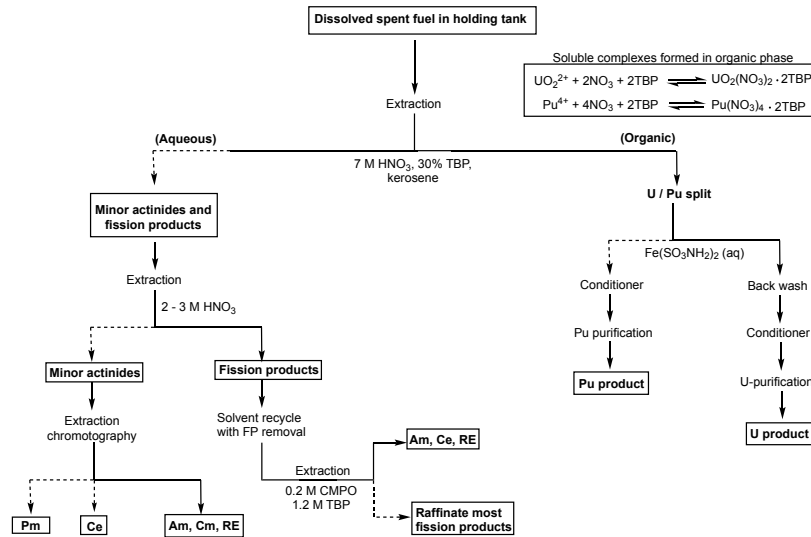 Dissolved spent fuel in holding tank
Soluble complexes formed in organic phase
UO₂²⁺ + 2NO₃ + 2TBP ⇌ UO₂(NO₃)₂ · 2TBP
Pu⁴⁺ + 4NO₃ + 2TBP ⇌ Pu(NO₃)₄ · 2TBP
Extraction
(Aqueous)
(Organic)
7 M HNO₃, 30% TBP,
kerosene
Minor actinides and
fission products
U / Pu split
Fe(SO₃NH₂)₂ (aq)
Extraction
Conditioner
Back wash
2 - 3 M HNO₃
Pu purification
Conditioner
Minor actinides
Fission products
Pu product
U-purification
Extraction
chromotography
Solvent recycle
with FP removal
U product
Am, Ce, RE
Extraction
0.2 M CMPO
1.2 M TBP
Raffinate most
fission products
Pm
Ce
Am, Cm, RE